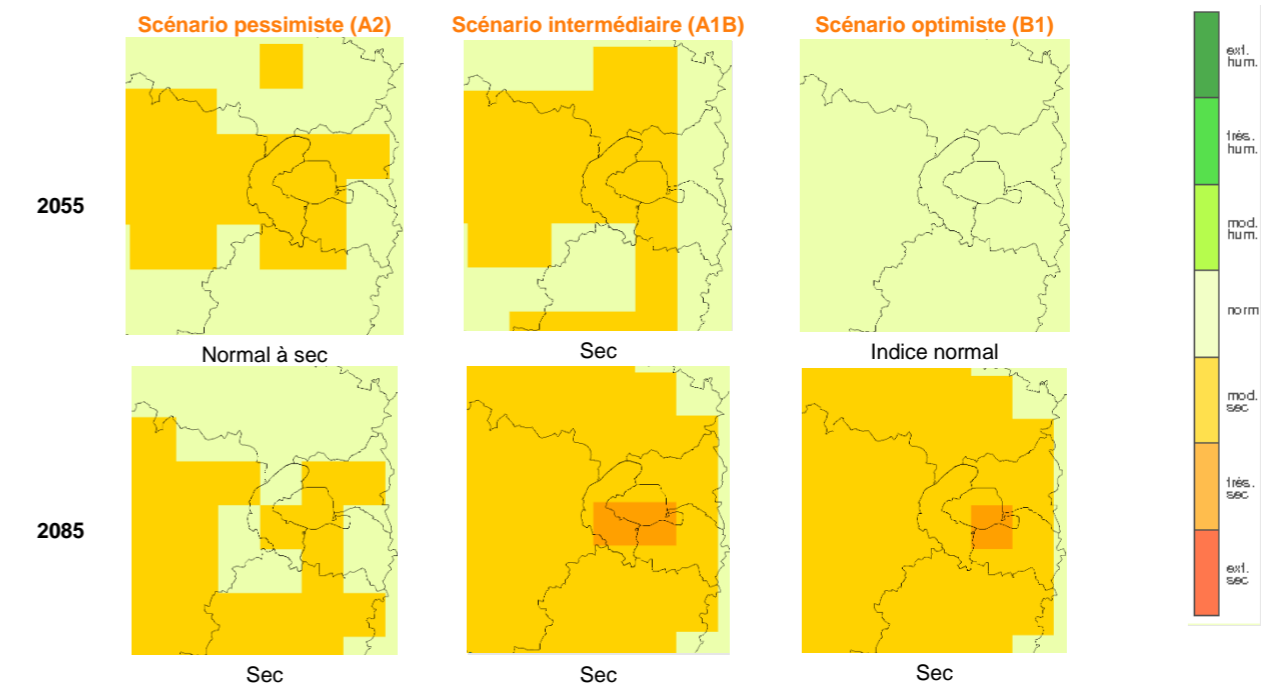 Scénario pessimiste (A2)
Scénario intermédiaire (A1B)
Scénario optimiste (B1)
2055
Normal à sec
Sec
Indice normal
2085
Sec
Sec
Sec
ext.
hum.
très.
hum.
mod.
hum.
norm
mod.
sec
très.
sec
ext.
sec